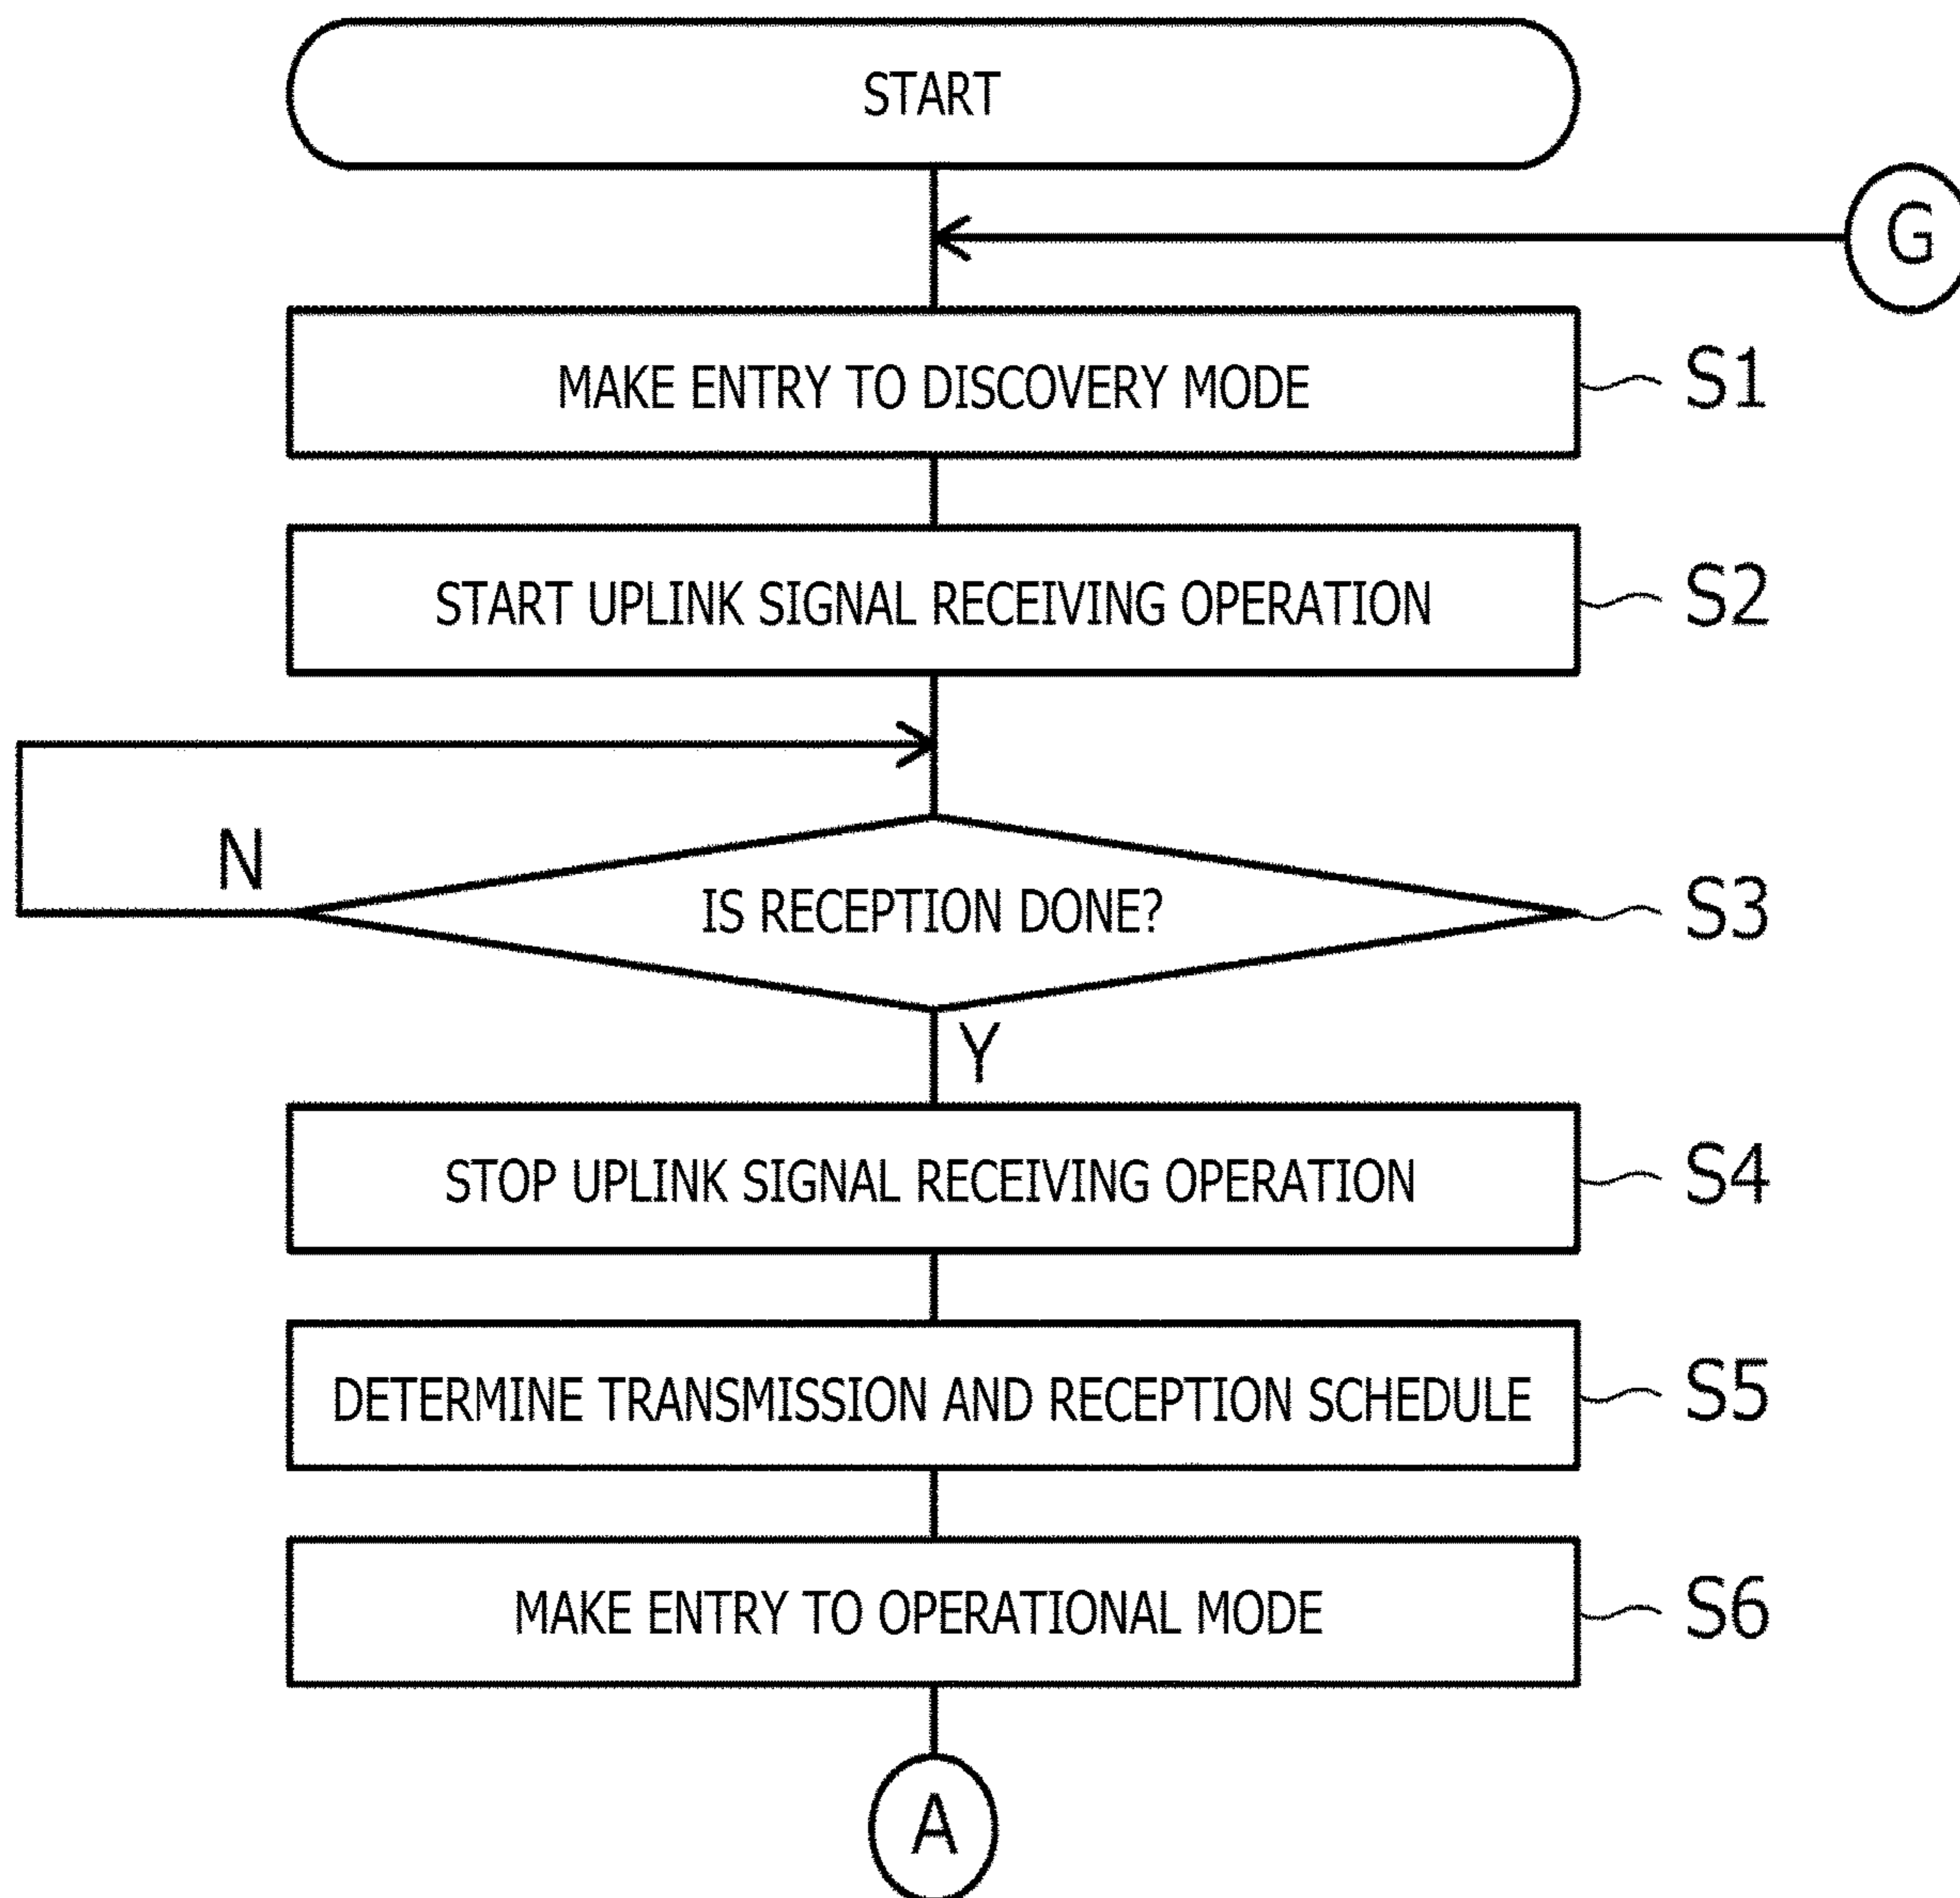 START
G
MAKE ENTRY TO DISCOVERY MODE
S1
START UPLINK SIGNAL RECEIVING OPERATION
S2
N
IS RECEPTION DONE?
S3
Y
STOP UPLINK SIGNAL RECEIVING OPERATION
S4
DETERMINE TRANSMISSION AND RECEPTION SCHEDULE
S5
MAKE ENTRY TO OPERATIONAL MODE
S6
A